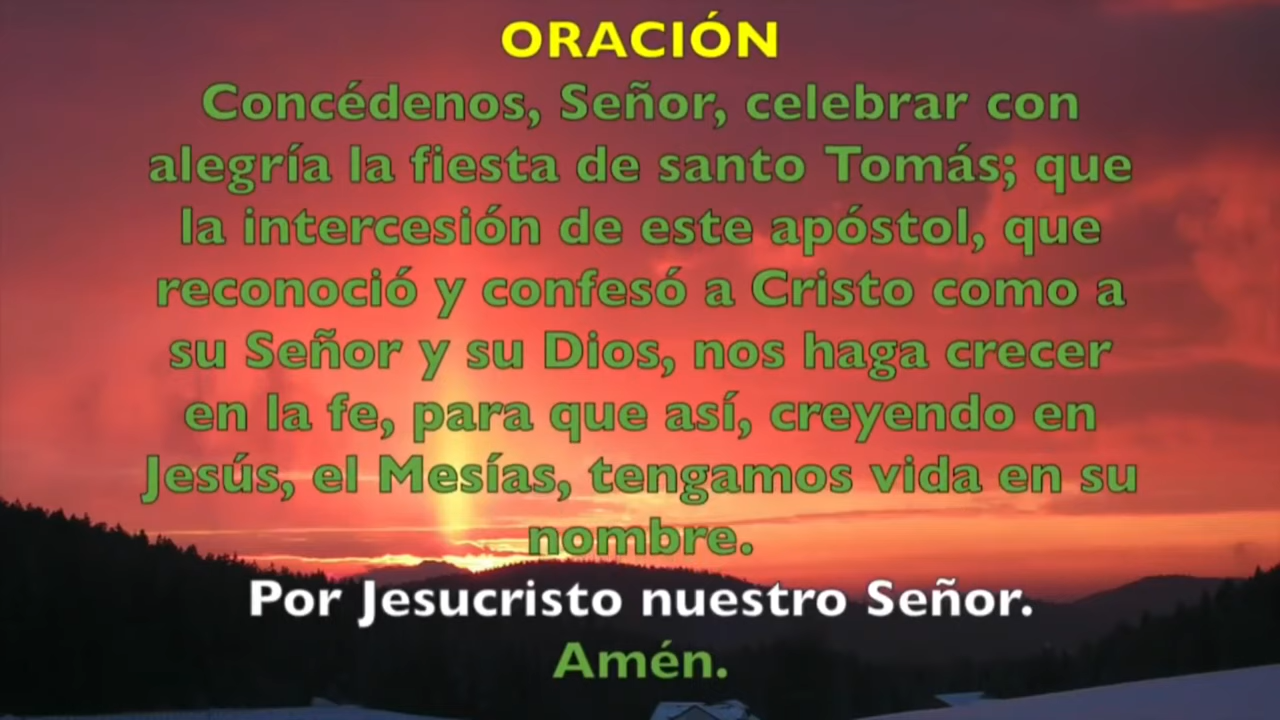 ORACIÓN
Concédenos, Señor, celebrar con
alegría la fiesta de santo Tomás; que
la intercesión de este apóstol, que
reconoció y confesó a Cristo como a
su Señor y su Dios, nos haga crecer
en la fe, para que así, creyendo en
Jesús, el Mesías, tengamos vida en su
nombre.
Por Jesucristo nuestro Señor.
Amén.